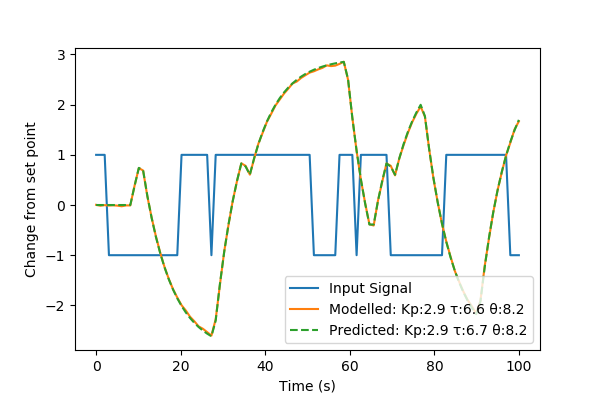 3
2
1
0
−1
−2
Change from set point
0
20
40
60
80
100
Time (s)
Input Signal
Modelled: Kp:2.9 τ:6.6 θ:8.2
Predicted: Kp:2.9 τ:6.7 θ:8.2